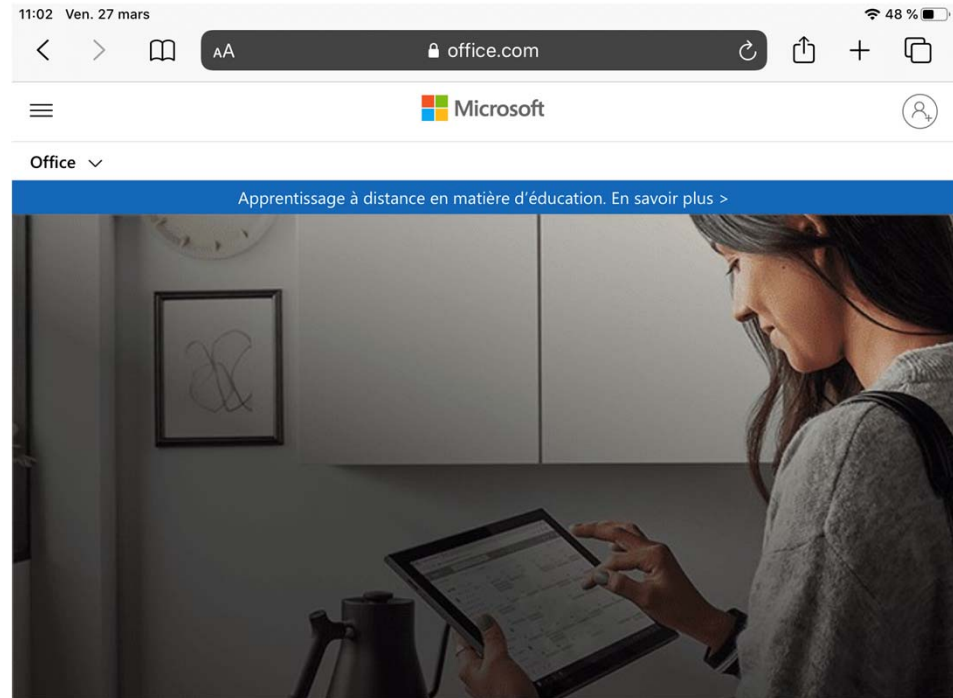 11:02 Ven. 27 mars 48 %
AA office.com
Microsoft
Office
Apprentissage à distance en matière d'éducation. En savoir plus >